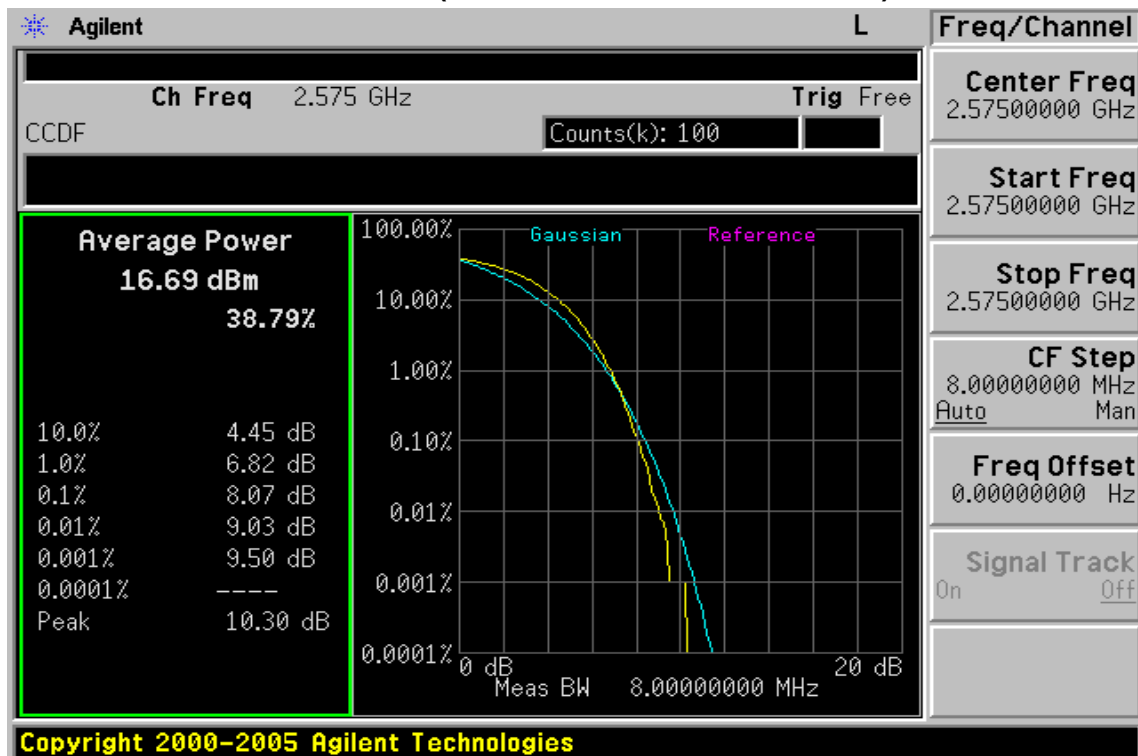 Agilent L
Freq/Channel
Ch Freq 2.575 GHz Trig Free
CCDF Counts(k): 100
Average Power
16.69 dBm
38.79%
10.0% 4.45 dB
1.0% 6.82 dB
0.1% 8.07 dB
0.01% 9.03 dB
0.001% 9.50 dB
0.0001% ----
Peak 10.30 dB
Gaussian Reference
100.00%
10.00%
1.00%
0.10%
0.01%
0.001%
0.0001%
0 dB 20 dB
Meas BW 8.00000000 MHz
Center Freq
2.57500000 GHz
Start Freq
2.57500000 GHz
Stop Freq
2.57500000 GHz
CF Step
8.00000000 MHz
Auto Man
Freq Offset
0.00000000 Hz
Signal Track
On Off
Copyright 2000-2005 Agilent Technologies